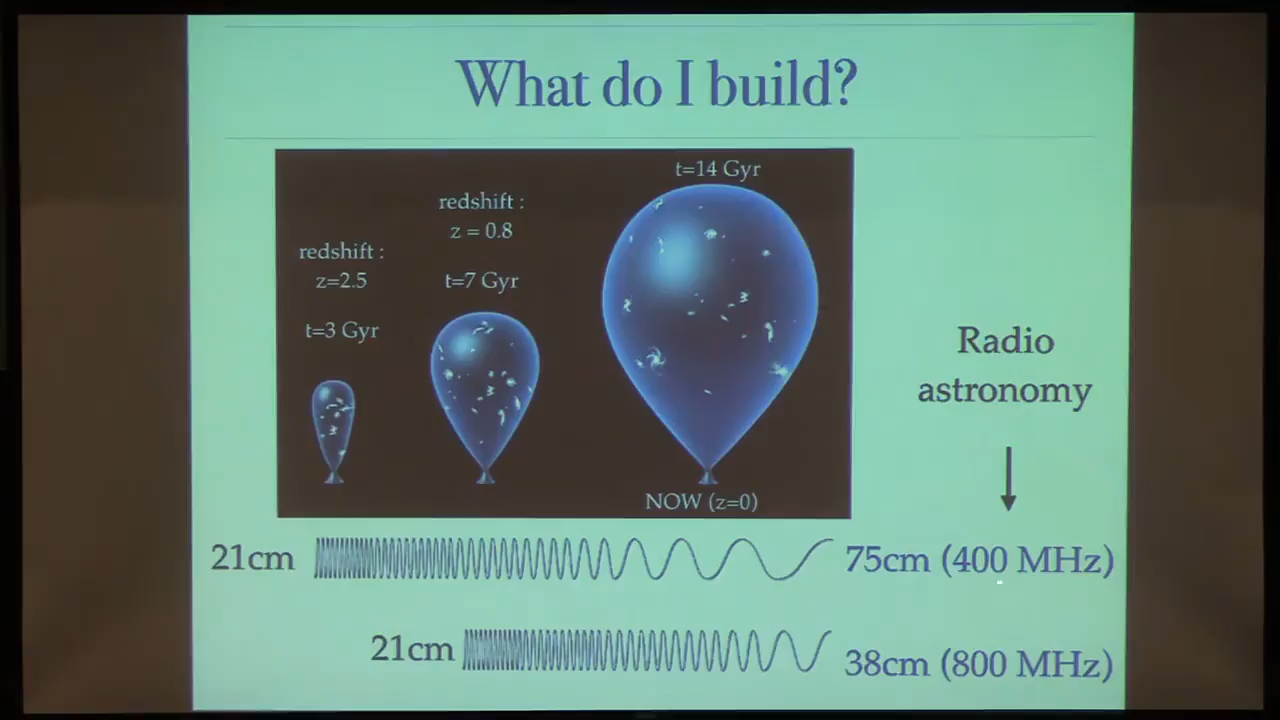 What do I build?
t=14 Gyr
redshift :
z = 0.8
t=7 Gyr
redshift :
z=2.5
t=3 Gyr
NOW (z=0)
Radio
astronomy
21cm
75cm (400 MHz)
21cm
38cm (800 MHz)